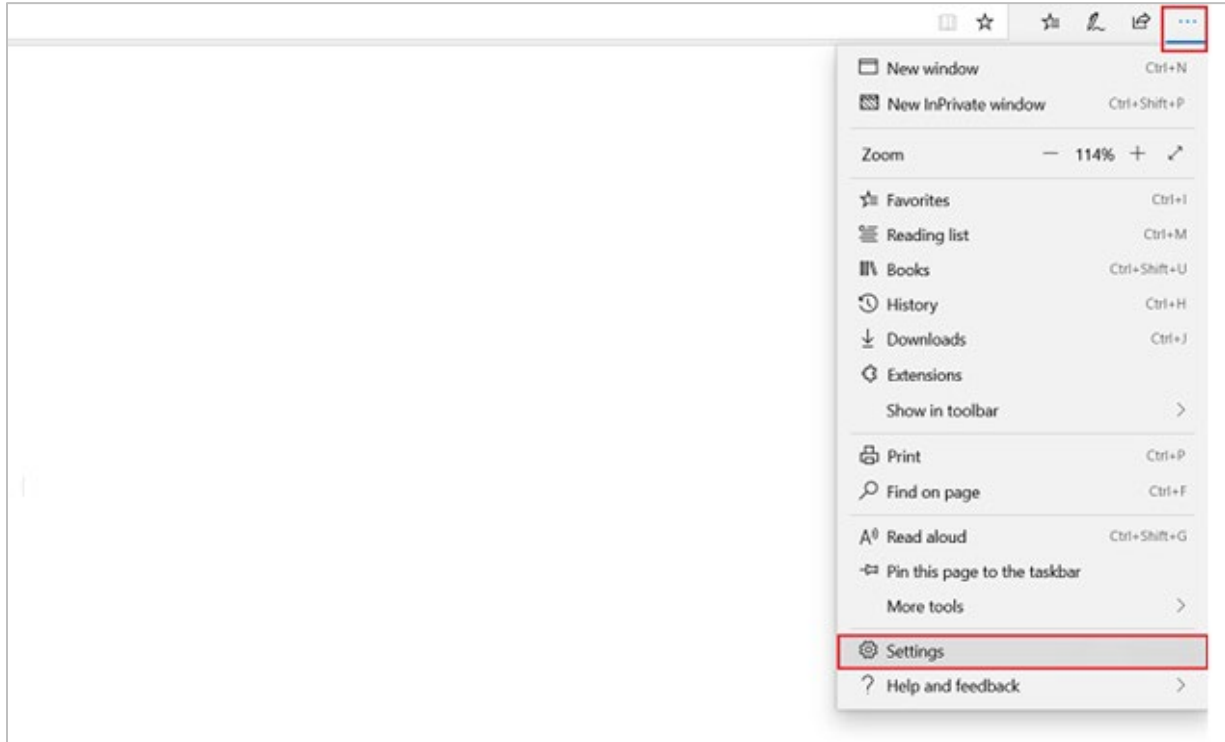 New window Ctrl+N
New InPrivate window Ctrl+Shift+P
Zoom — 114% +
Favorites Ctrl+I
Reading list Ctrl+M
Books Ctrl+Shift+U
History Ctrl+H
Downloads Ctrl+J
Extensions
Show in toolbar
Print Ctrl+P
Find on page Ctrl+F
Read aloud Ctrl+Shift+G
Pin this page to the taskbar
More tools
Settings
Help and feedback